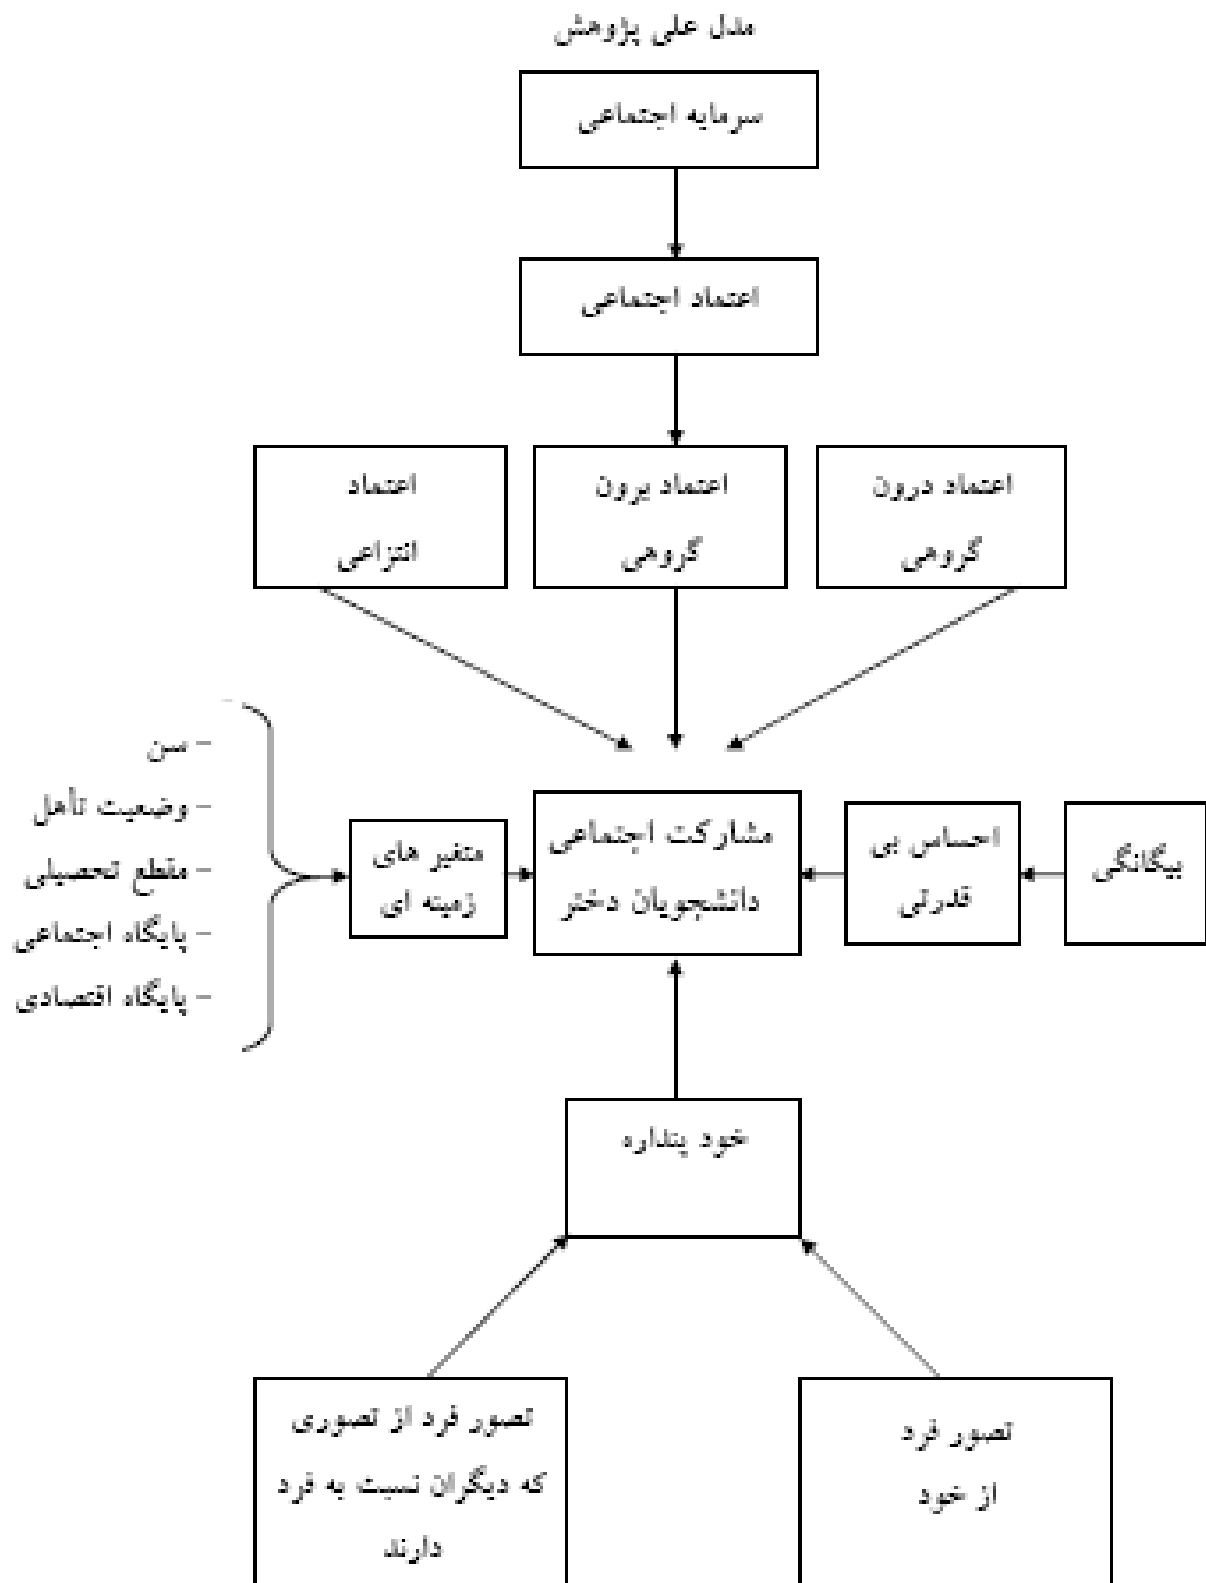 مدل علی پژوهش
سرمایه اجتماعی
اعتماد اجتماعی
اعتماد درون
گروهی
اعتماد برون
گروهی
اعتماد
انتزاعی
بیگانگی
احساس بی
قدرتی
مشارکت اجتماعی
دانشجویان دختر
متغیر های
زمینه ای
- سن
- وضعیت تأهل
- مقطع تحصیلی
- پایگاه اجتماعی
- پایگاه اقتصادی
خود پنداره
تصور فرد
از خود
تصور فرد از تصوری
که دیگران نسبت به فرد
دارند